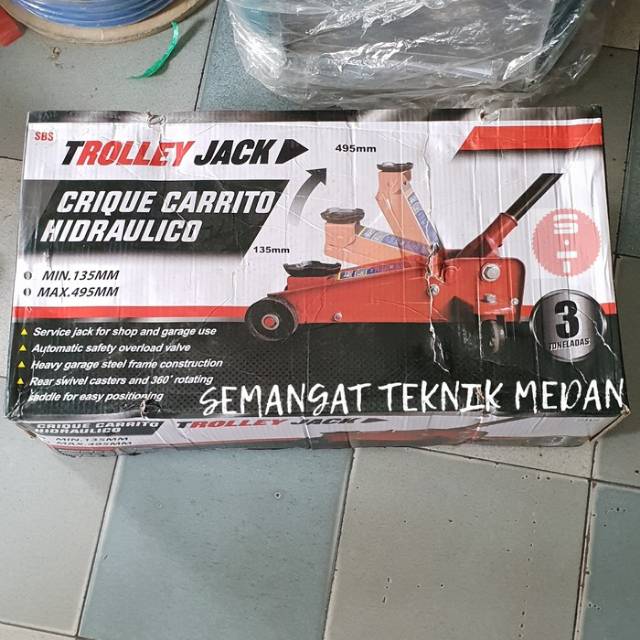 SBS
TROLLEY JACK
495mm
CRIQUE CARRITO
HIDRAULICO
135mm
MIN.135MM
MAX.495MM
Service jack for shop and garage use
Automatic safety overload valve
Heavy garage steel frame construction
Rear swivel casters and 360° rotating
saddle for easy positioning
3
TONELADAS
SEMANGAT TEKNIK MEDAN
CRIQUE CARRITO
HIDRAULICO
TROLLEY JACK
MIN.135MM
MAX.495MM